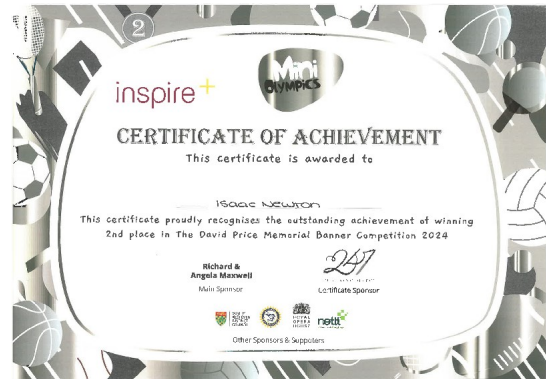 2
inspire+
Mini
OLYMPICS
CERTIFICATE OF ACHIEVEMENT
This certificate is awarded to
Isaac Newton
This certificate proudly recognises the outstanding achievement of winning
2nd place in The David Price Memorial Banner Competition 2024
Richard &
Angela Maxwell
Main Sponsor
247
Certificate Sponsor
netit
Other Sponsors & Supporters